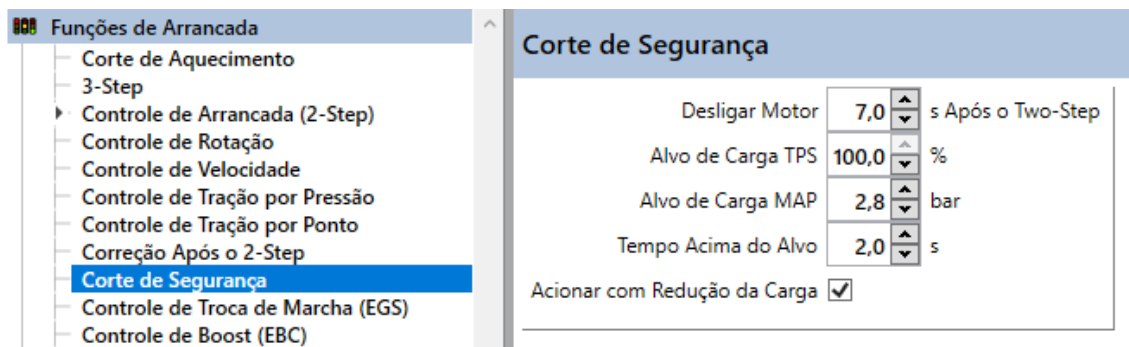 Funções de Arrancada
Corte de Aquecimento
3-Step
Controle de Arrancada (2-Step)
Controle de Rotação
Controle de Velocidade
Controle de Tração por Pressão
Controle de Tração por Ponto
Correção Após o 2-Step
Corte de Segurança
Controle de Troca de Marcha (EGS)
Controle de Boost (EBC)
Corte de Segurança
Desligar Motor 7,0 s Após o Two-Step
Alvo de Carga TPS 100,0 %
Alvo de Carga MAP 2,8 bar
Tempo Acima do Alvo 2,0 s
Acionar com Redução da Carga